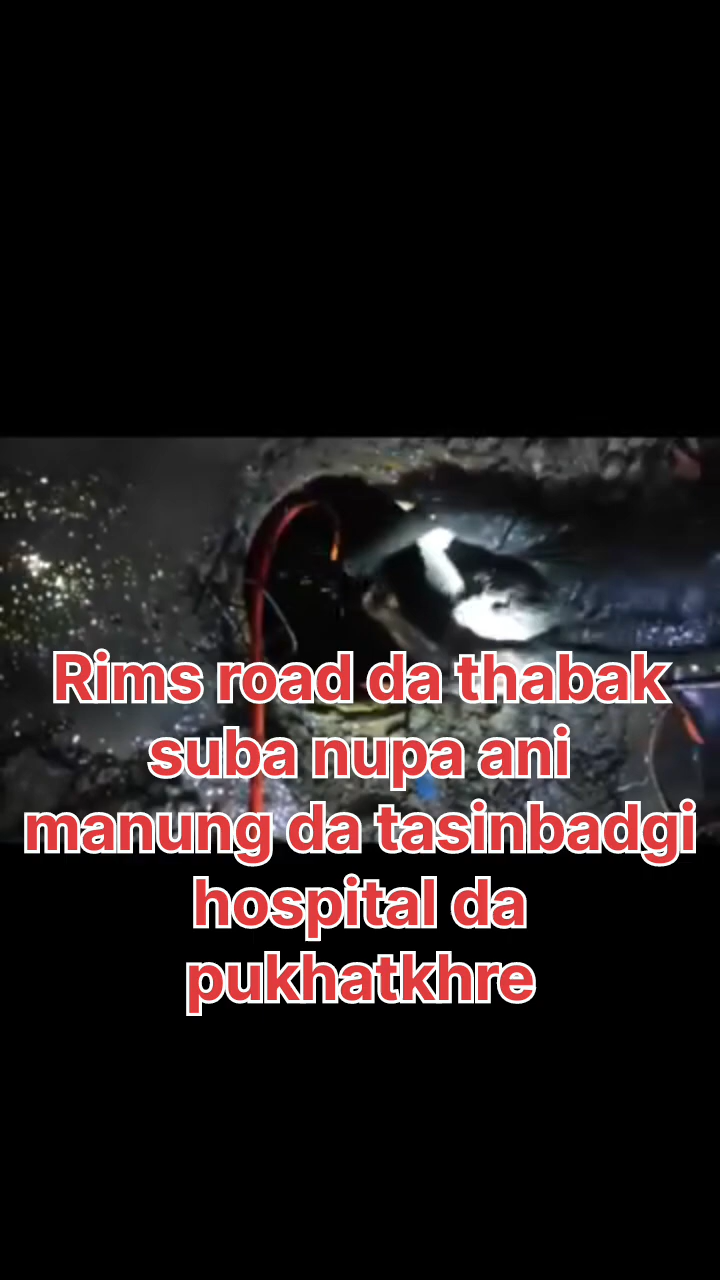 Rims road da thabak
suba nupa ani
manung da tasinbadgi
hospital da
pukhatkhre